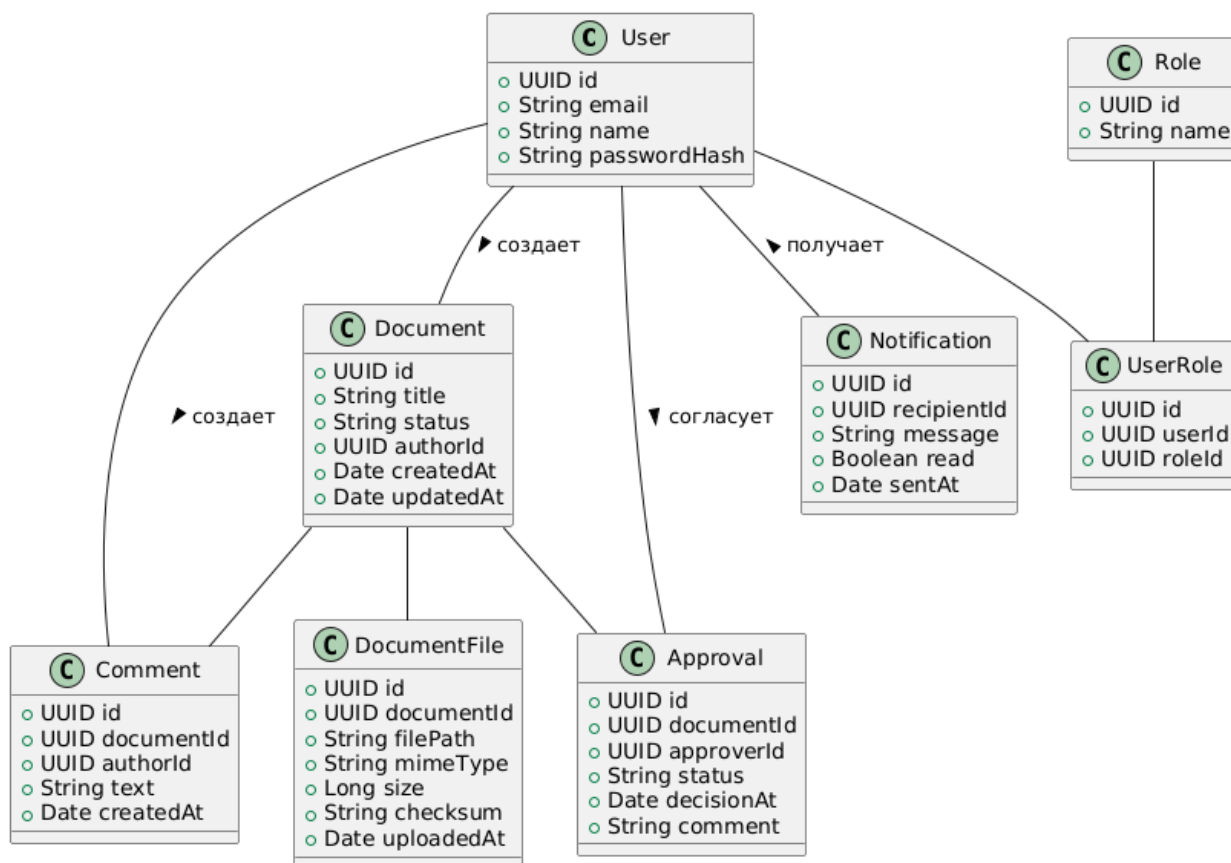 C User
UUID id
String email
String name
String passwordHash
C Role
UUID id
String name
создает
получает
C Document
UUID id
String title
String status
UUID authorId
Date createdAt
Date updatedAt
создает
согласует
C Notification
UUID id
UUID recipientId
String message
Boolean read
Date sentAt
C UserRole
UUID id
UUID userId
UUID roleId
C Comment
UUID id
UUID documentId
UUID authorId
String text
Date createdAt
C DocumentFile
UUID id
UUID documentId
String filePath
String mimeType
Long size
String checksum
Date uploadedAt
C Approval
UUID id
UUID documentId
UUID approverId
String status
Date decisionAt
String comment